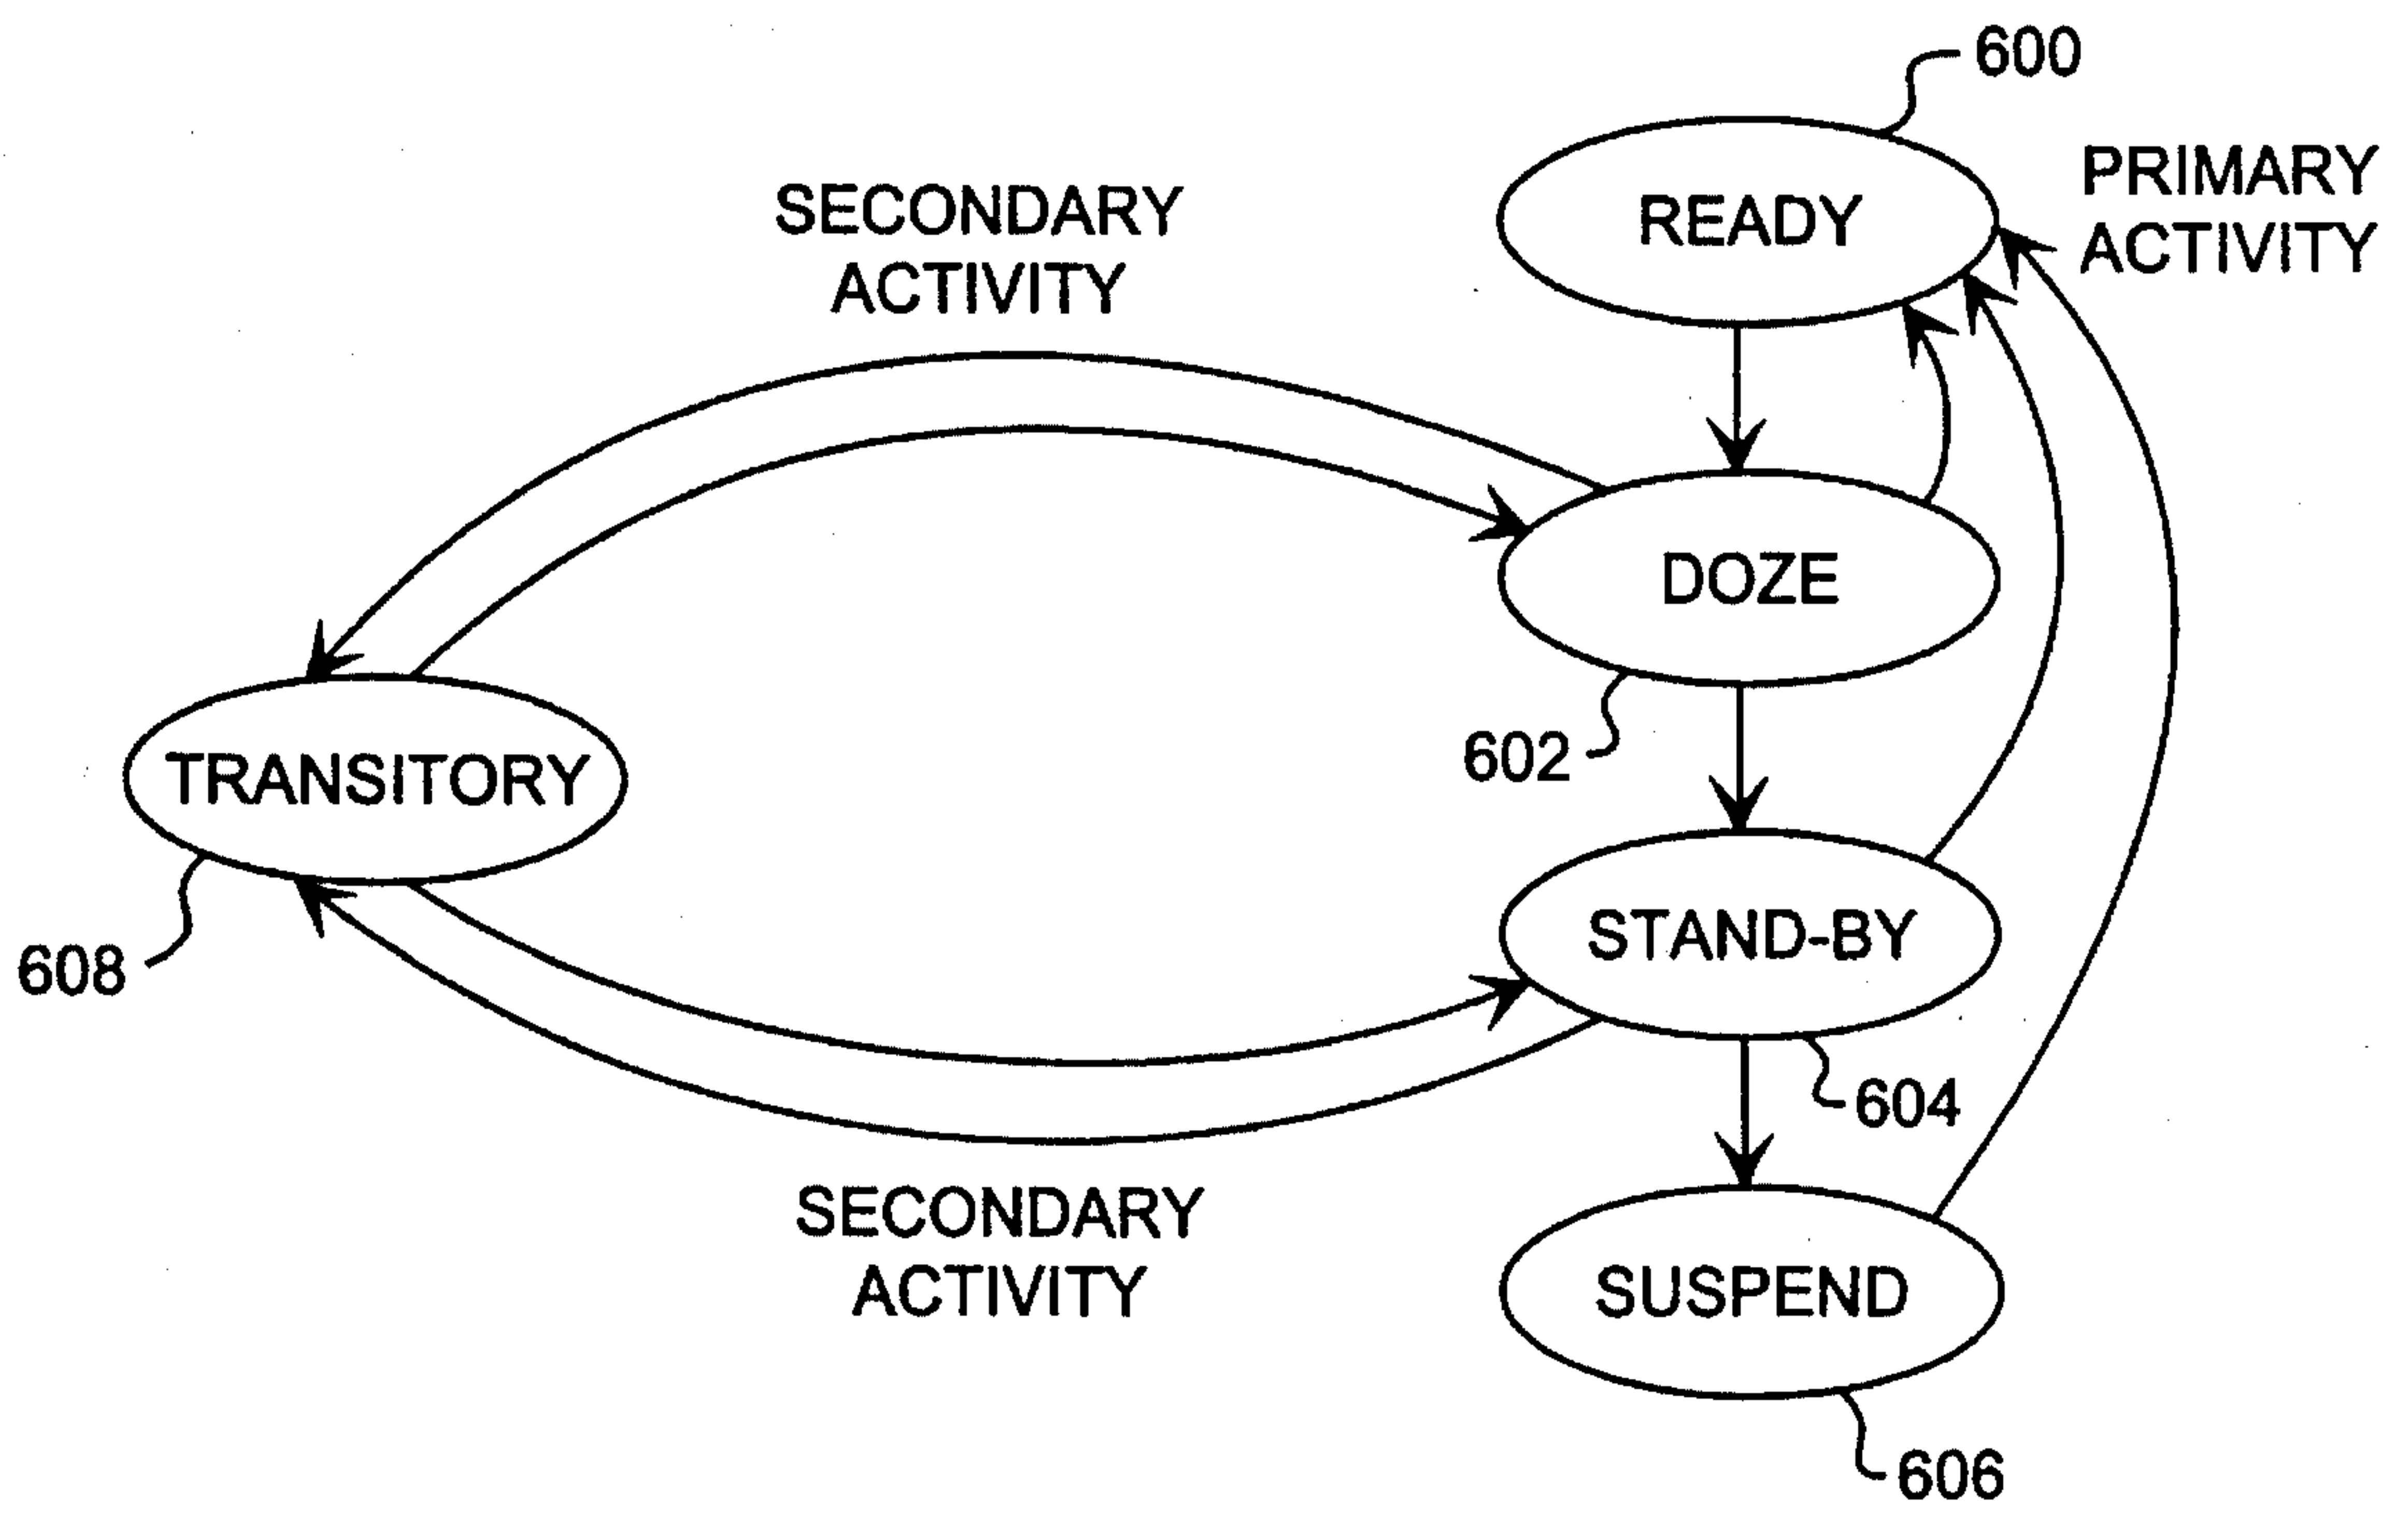 600
PRIMARY
ACTIVITY
READY
SECONDARY
ACTIVITY
DOZE
602
TRANSITORY
608
STAND-BY
604
SECONDARY
ACTIVITY
SUSPEND
606